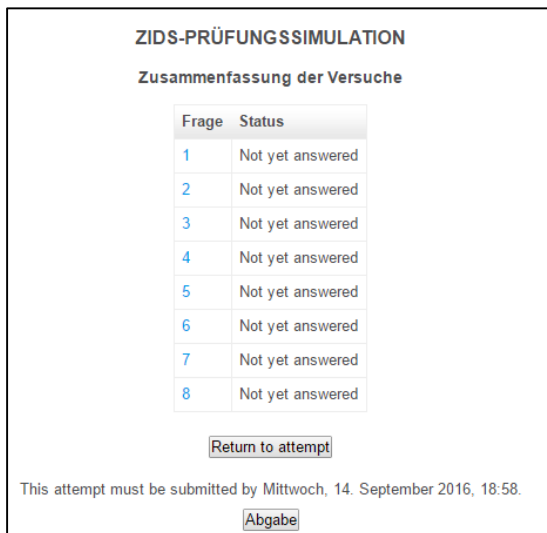 ZIDS-PRÜFUNGSSIMULATION
Zusammenfassung der Versuche
Frage Status
1 Not yet answered
2 Not yet answered
3 Not yet answered
4 Not yet answered
5 Not yet answered
6 Not yet answered
7 Not yet answered
8 Not yet answered
Return to attempt
This attempt must be submitted by Mittwoch, 14. September 2016, 18:58.
Abgabe